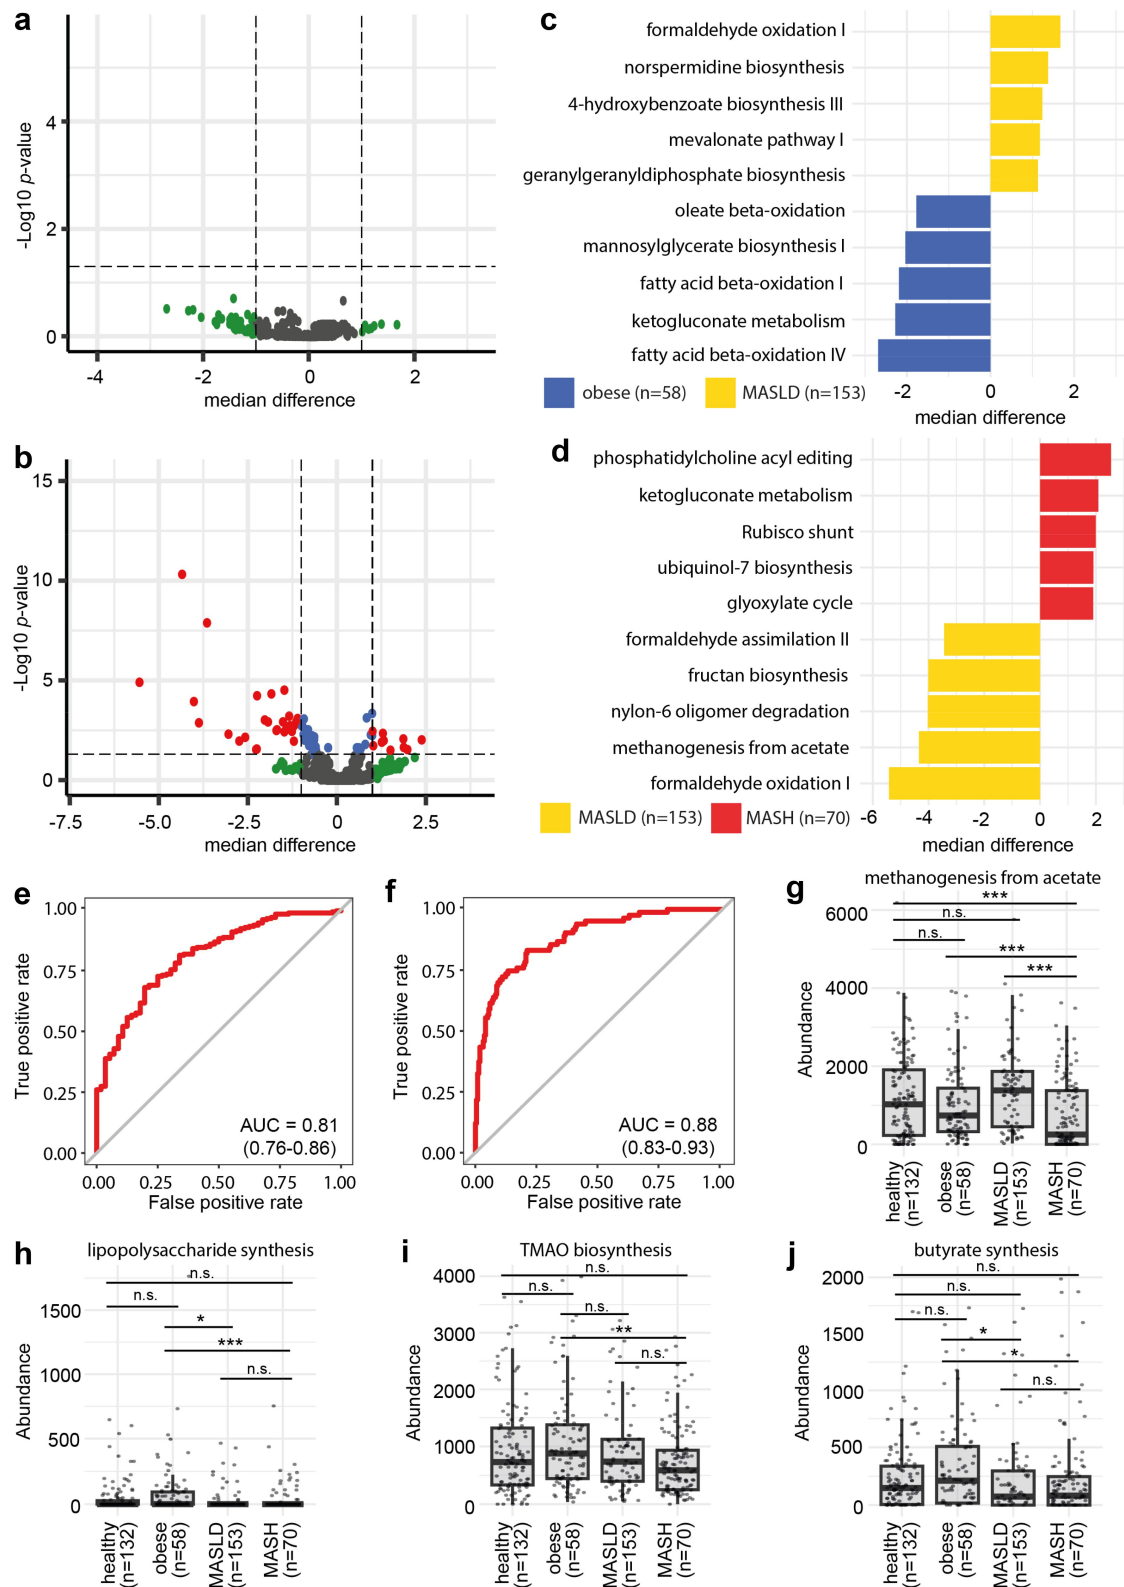 a
-Log10 p-value
4
2
0
-4
-2
0
2
median difference
c
formaldehyde oxidation I
norspermidine biosynthesis
4-hydroxybenzoate biosynthesis III
mevalonate pathway I
geranylgeranyldiphosphate biosynthesis
oleate beta-oxidation
mannosylglycerate biosynthesis I
fatty acid beta-oxidation I
ketogluconate metabolism
fatty acid beta-oxidation IV
obese (n=58)
MASLD (n=153)
-2
0
2
median difference
b
-Log10 p-value
15
10
5
0
-7.5
-5.0
-2.5
0
2.5
median difference
d
phosphatidylcholine acyl editing
ketogluconate metabolism
Rubisco shunt
ubiquinol-7 biosynthesis
glyoxylate cycle
formaldehyde assimilation II
fructan biosynthesis
nylon-6 oligomer degradation
methanogenesis from acetate
formaldehyde oxidation I
MASLD (n=153)
MASH (n=70)
-6
-4
-2
0
2
median difference
e
True positive rate
1.00
0.75
0.50
0.25
0.00
AUC = 0.81
(0.76-0.86)
0.00
0.25
0.50
0.75
1.00
False positive rate
f
True positive rate
1.00
0.75
0.50
0.25
0.00
AUC = 0.88
(0.83-0.93)
0.00
0.25
0.50
0.75
1.00
False positive rate
g
methanogenesis from acetate
Abundance
6000
4000
2000
0
***
n.s.
n.s.
***
***
healthy
(n=132)
obese
(n=58)
MASLD
(n=153)
MASH
(n=70)
h
lipopolysaccharide synthesis
Abundance
1500
1000
500
0
n.s.
n.s.
*
***
n.s.
healthy
(n=132)
obese
(n=58)
MASLD
(n=153)
MASH
(n=70)
i
TMAO biosynthesis
Abundance
4000
3000
2000
1000
0
n.s.
n.s.
n.s.
**
n.s.
healthy
(n=132)
obese
(n=58)
MASLD
(n=153)
MASH
(n=70)
j
butyrate synthesis
Abundance
2000
1500
1000
500
0
n.s.
n.s.
n.s.
*
*
n.s.
healthy
(n=132)
obese
(n=58)
MASLD
(n=153)
MASH
(n=70)